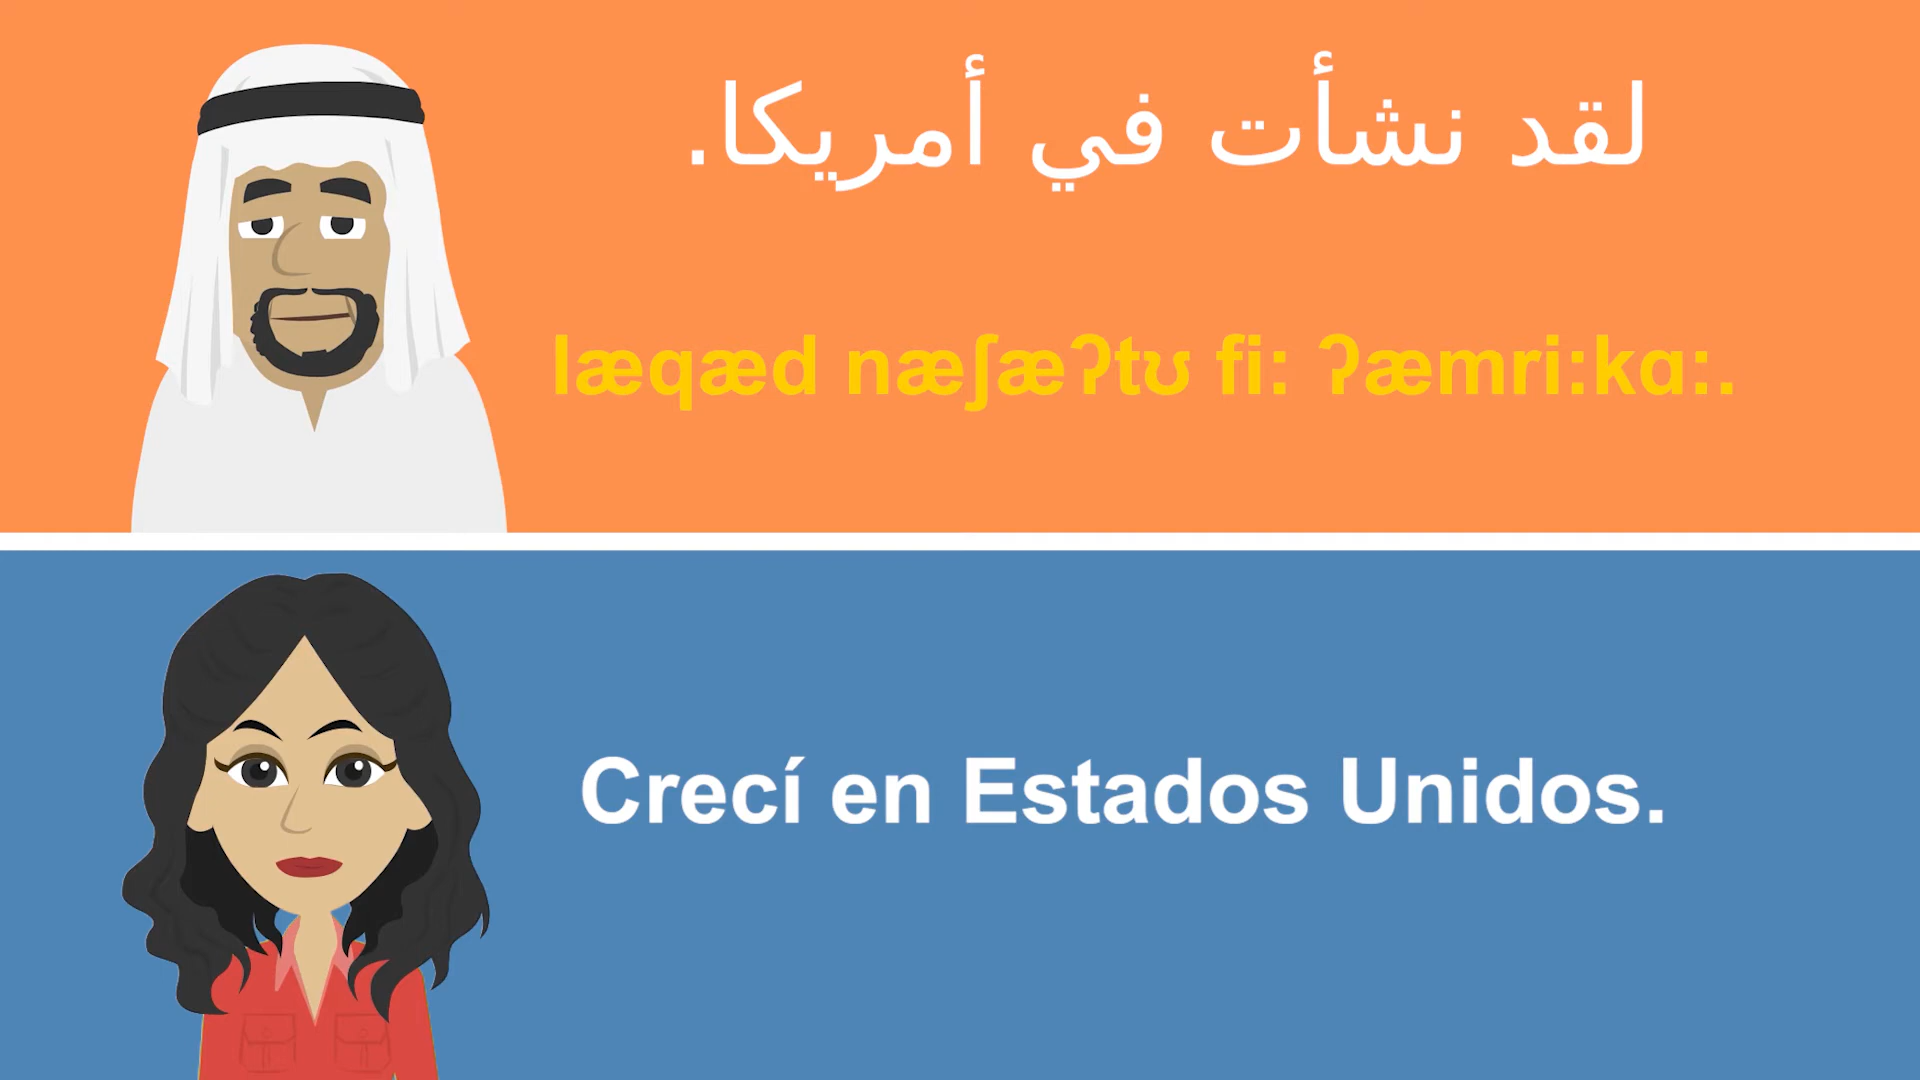 لقد نشأت في أمريكا.
læqæd næʃæʔtʊ fi: ʔæmri:kɑ:.
Crecí en Estados Unidos.